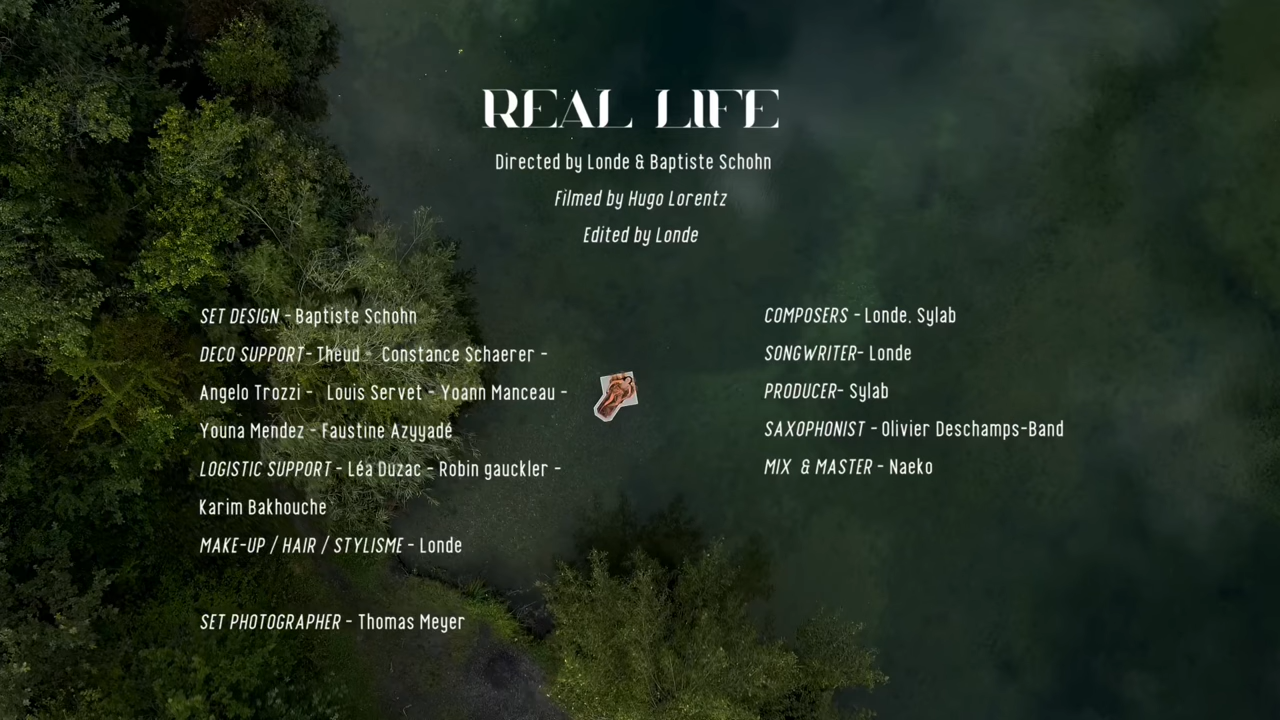 REAL LIFE
Directed by Londe & Baptiste Schohn
Filmed by Hugo Lorentz
Edited by Londe
SET DESIGN - Baptiste Schohn
DECO SUPPORT- Theud - Constance Schaerer -
Angelo Trozzi - Louis Servet - Yoann Manceau -
Youna Mendez - Faustine Azyyadé
LOGISTIC SUPPORT - Léa Duzac - Robin gauckler -
Karim Bakhouche
MAKE-UP / HAIR / STYLISME - Londe
SET PHOTOGRAPHER - Thomas Meyer
COMPOSERS - Londe. Sylab
SONGWRITER- Londe
PRODUCER- Sylab
SAXOPHONIST - Olivier Deschamps-Band
MIX & MASTER - Naeko